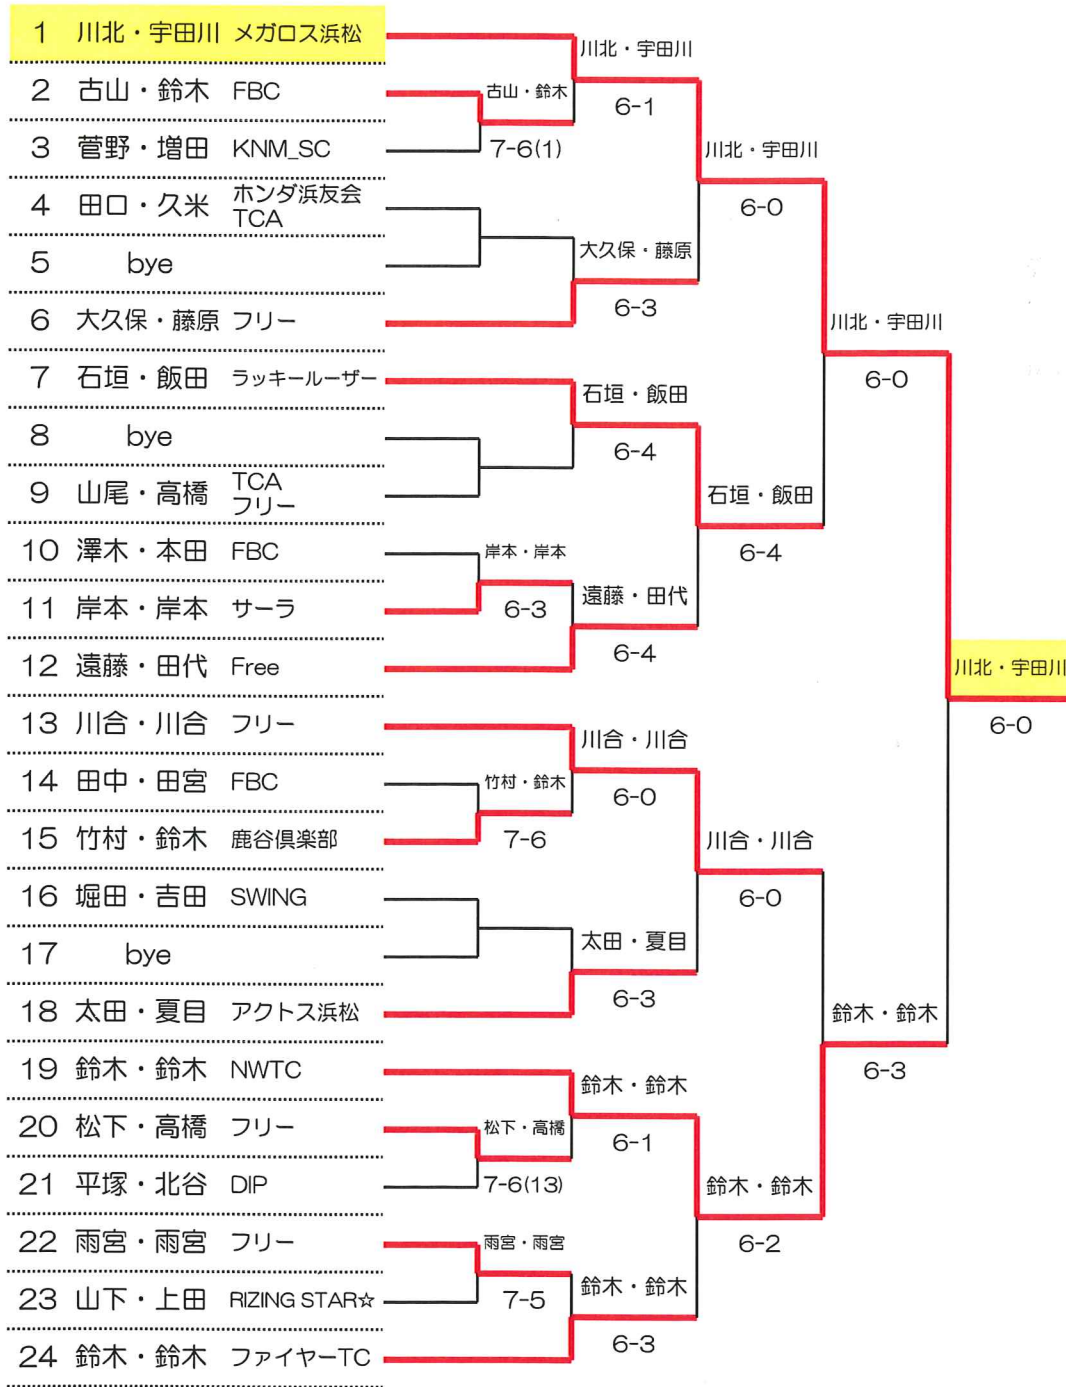 1 川北・宇田川 メガロス浜松
2 古山・鈴木 FBC
3 菅野・増田 KNM_SC
4 田口・久米 ホンダ浜友会
TCA
5 bye
6 大久保・藤原 フリー
7 石垣・飯田 ラッキールーザー
8 bye
9 山尾・高橋 TCA
フリー
10 澤木・本田 FBC
11 岸本・岸本 サーラ
12 遠藤・田代 Free
13 川合・川合 フリー
14 田中・田宮 FBC
15 竹村・鈴木 鹿谷倶楽部
16 堀田・吉田 SWING
17 bye
18 太田・夏目 アクトス浜松
19 鈴木・鈴木 NWTC
20 松下・高橋 フリー
21 平塚・北谷 DIP
22 雨宮・雨宮 フリー
23 山下・上田 RIZING STAR☆
24 鈴木・鈴木 ファイヤーTC
古山・鈴木
7-6(1)
岸本・岸本
6-3
竹村・鈴木
7-6
松下・高橋
7-6(13)
雨宮・雨宮
7-5
川北・宇田川
6-1
大久保・藤原
6-3
石垣・飯田
6-4
遠藤・田代
6-4
川合・川合
6-0
太田・夏目
6-3
鈴木・鈴木
6-1
鈴木・鈴木
6-3
川北・宇田川
6-0
石垣・飯田
6-4
川合・川合
6-0
鈴木・鈴木
6-2
川北・宇田川
6-0
鈴木・鈴木
6-3
川北・宇田川
6-0